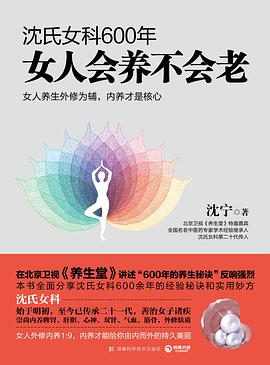 沈氏女科600年
女人会养不会老
女人养生外修为辅，内养才是核心
沈宁◎著
北京卫视《养生堂》特邀嘉宾
全国名老中医药专家学术经验继承人
沈氏女科第二十代传人
在北京卫视《养生堂》讲述“600年的养生秘诀”反响强烈
本书全面分享沈氏女科600余年的经验秘诀和实用妙方
沈氏女科
始于明初，至今已传承二十一代，善治女子诸疾
崇尚内养脾胃、肝胆、心神、双肾、气血、筋骨、外修肤质
女人外修内养1:9，内养才能给你由内而外的持久美丽
湖南科学技术出版社
博集天卷